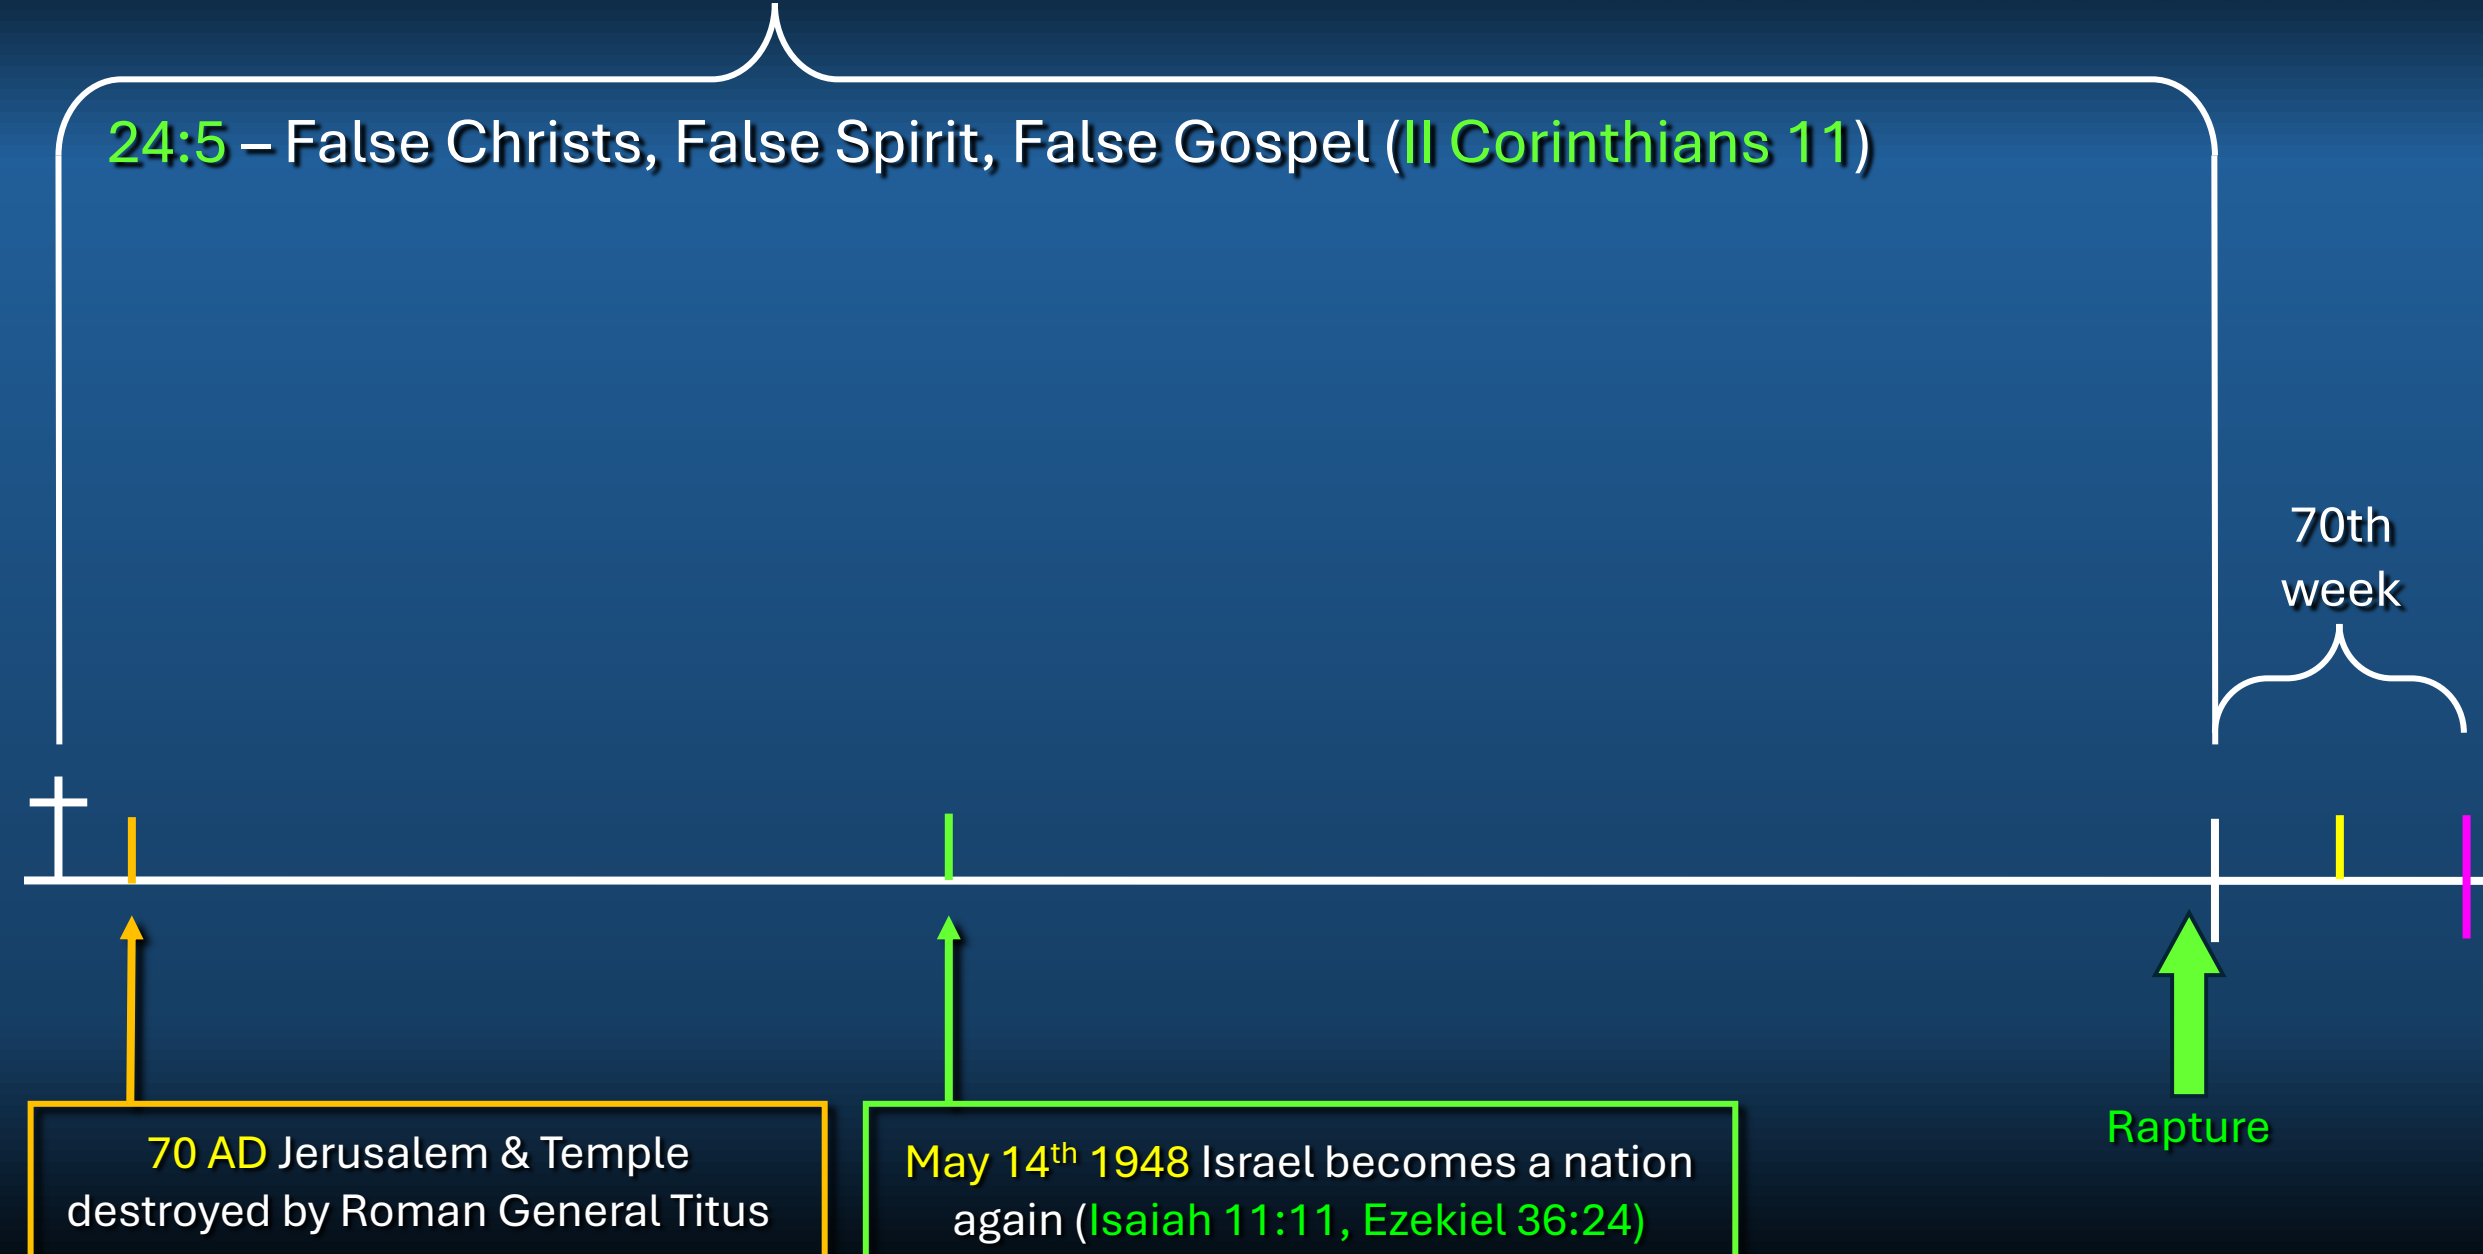 24:5 – False Christs, False Spirit, False Gospel (II Corinthians 11)
70th
week
Rapture
70 AD Jerusalem & Temple
destroyed by Roman General Titus
May 14th 1948 Israel becomes a nation
again (Isaiah 11:11, Ezekiel 36:24)